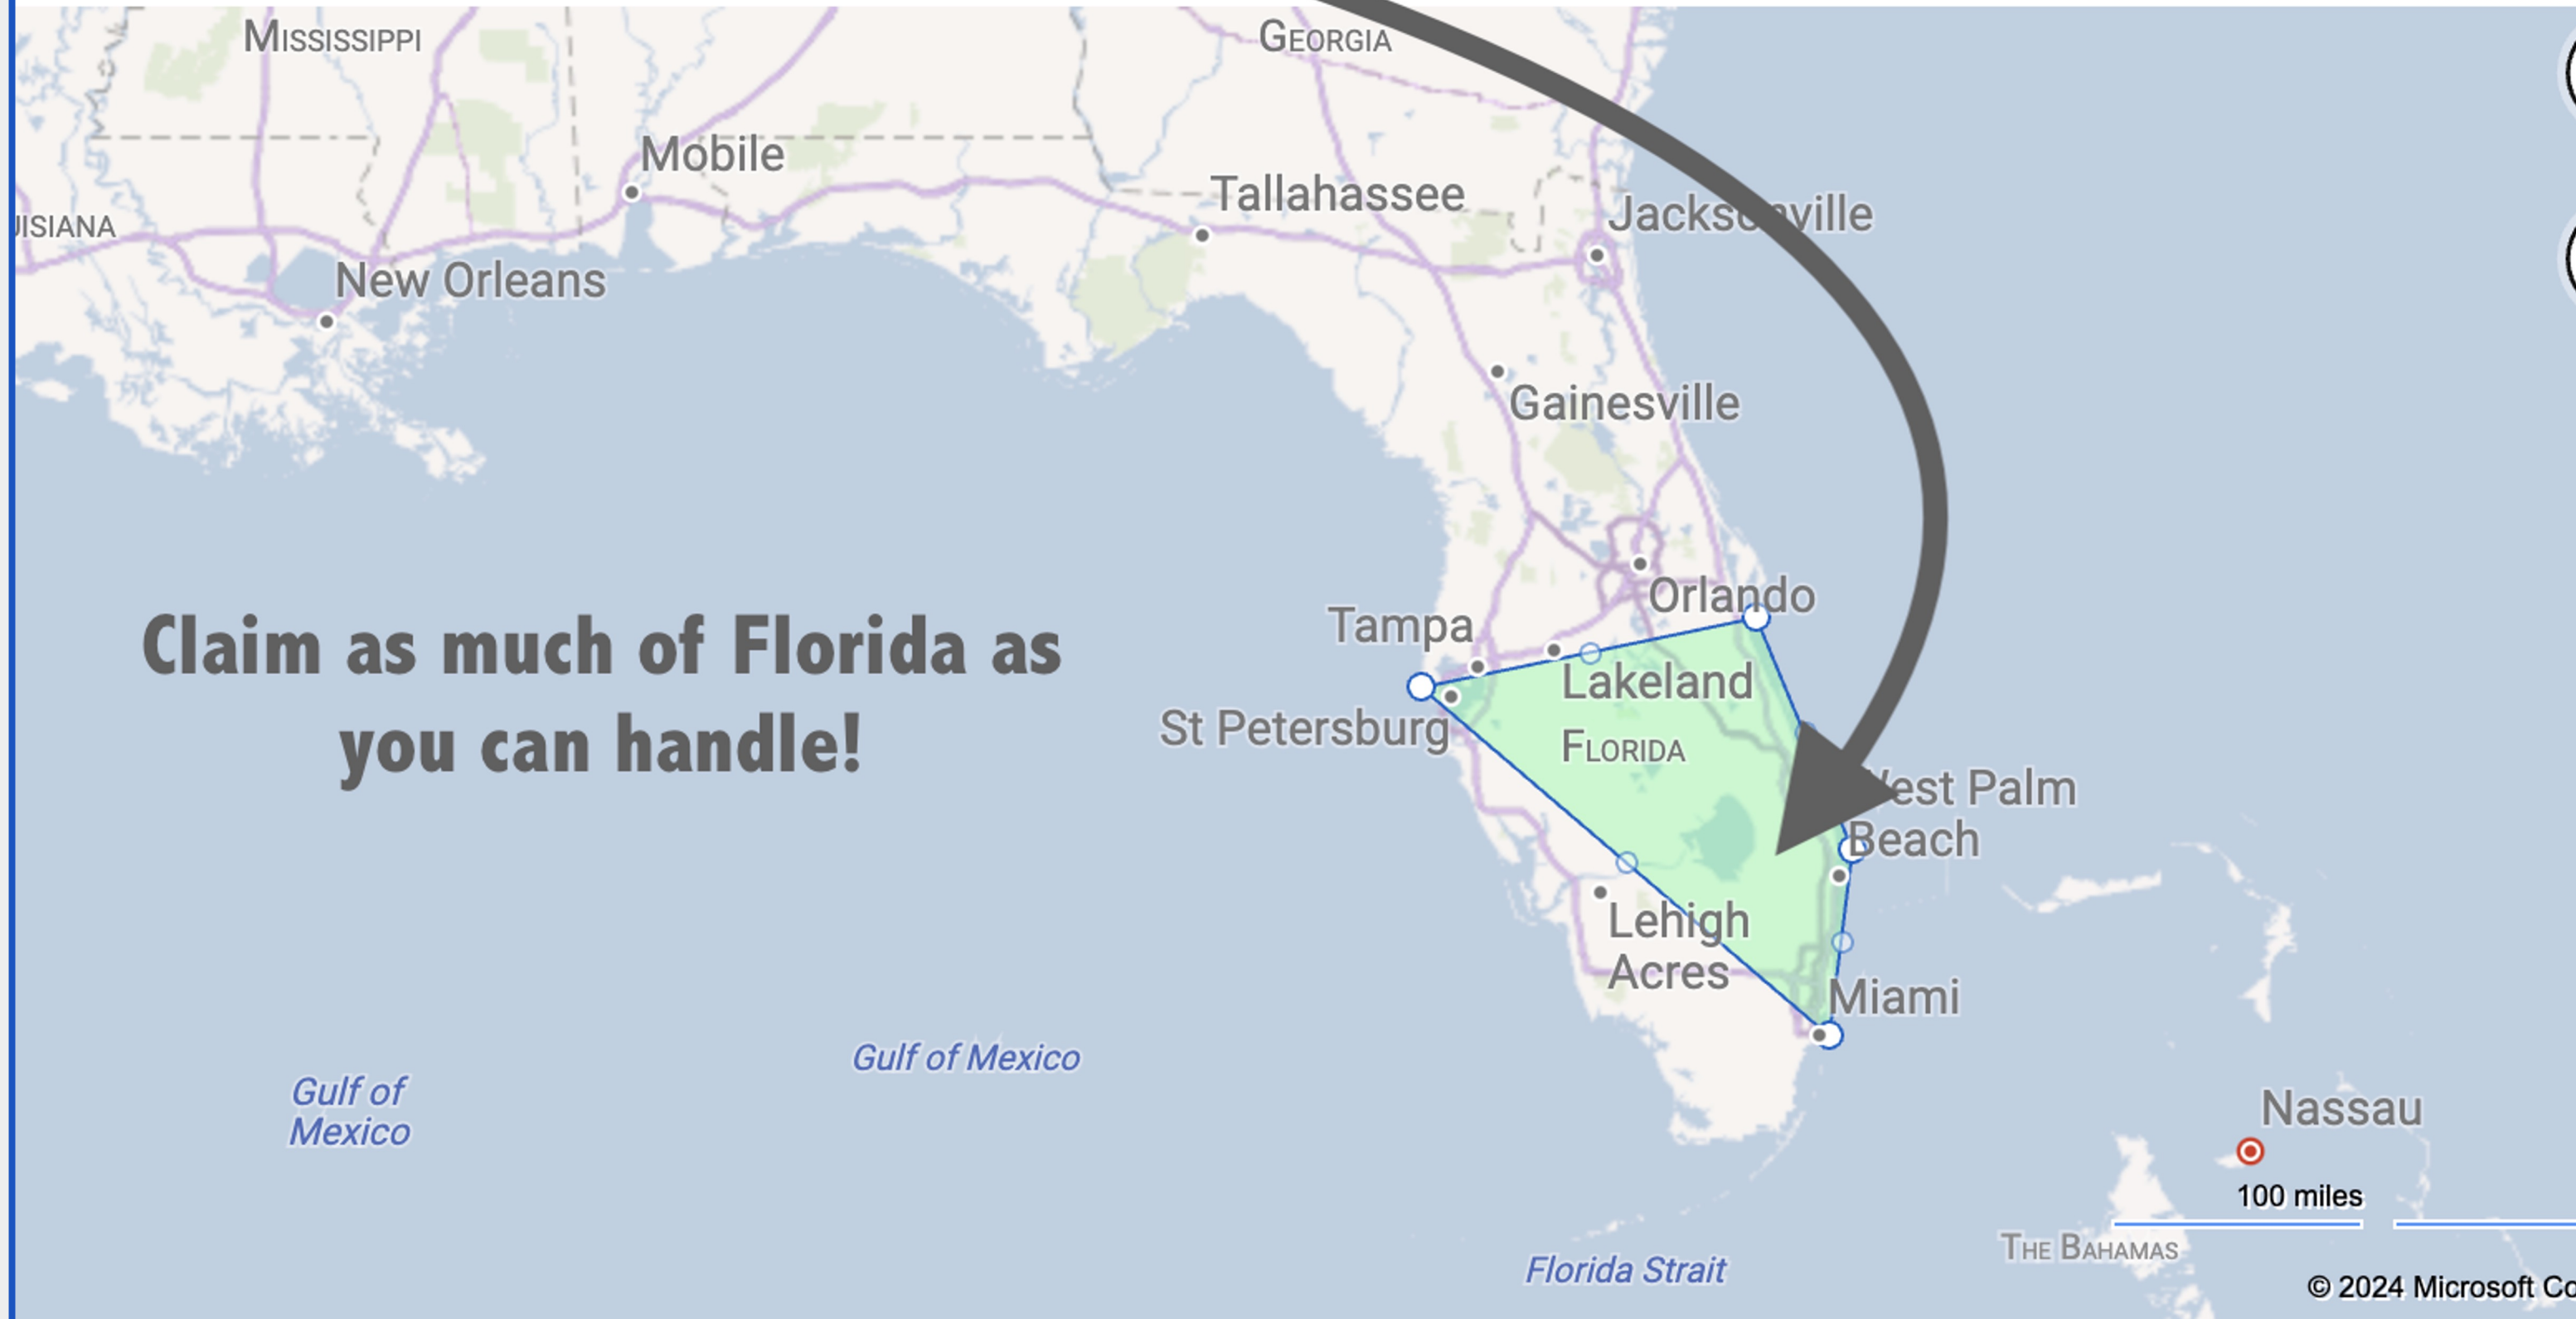 MISSISSIPPI
GEORGIA
Mobile
Tallahassee
Jacksonville
UISIANA
New Orleans
Gainesville
Orlando
Tampa
Claim as much of Florida as
you can handle!
Lakeland
St Petersburg
FLORIDA
West Palm
Beach
Lehigh
Acres
Miami
Gulf of Mexico
Gulf of
Mexico
Nassau
100 miles
THE BAHAMAS
Florida Strait
© 2024 Microsoft Co